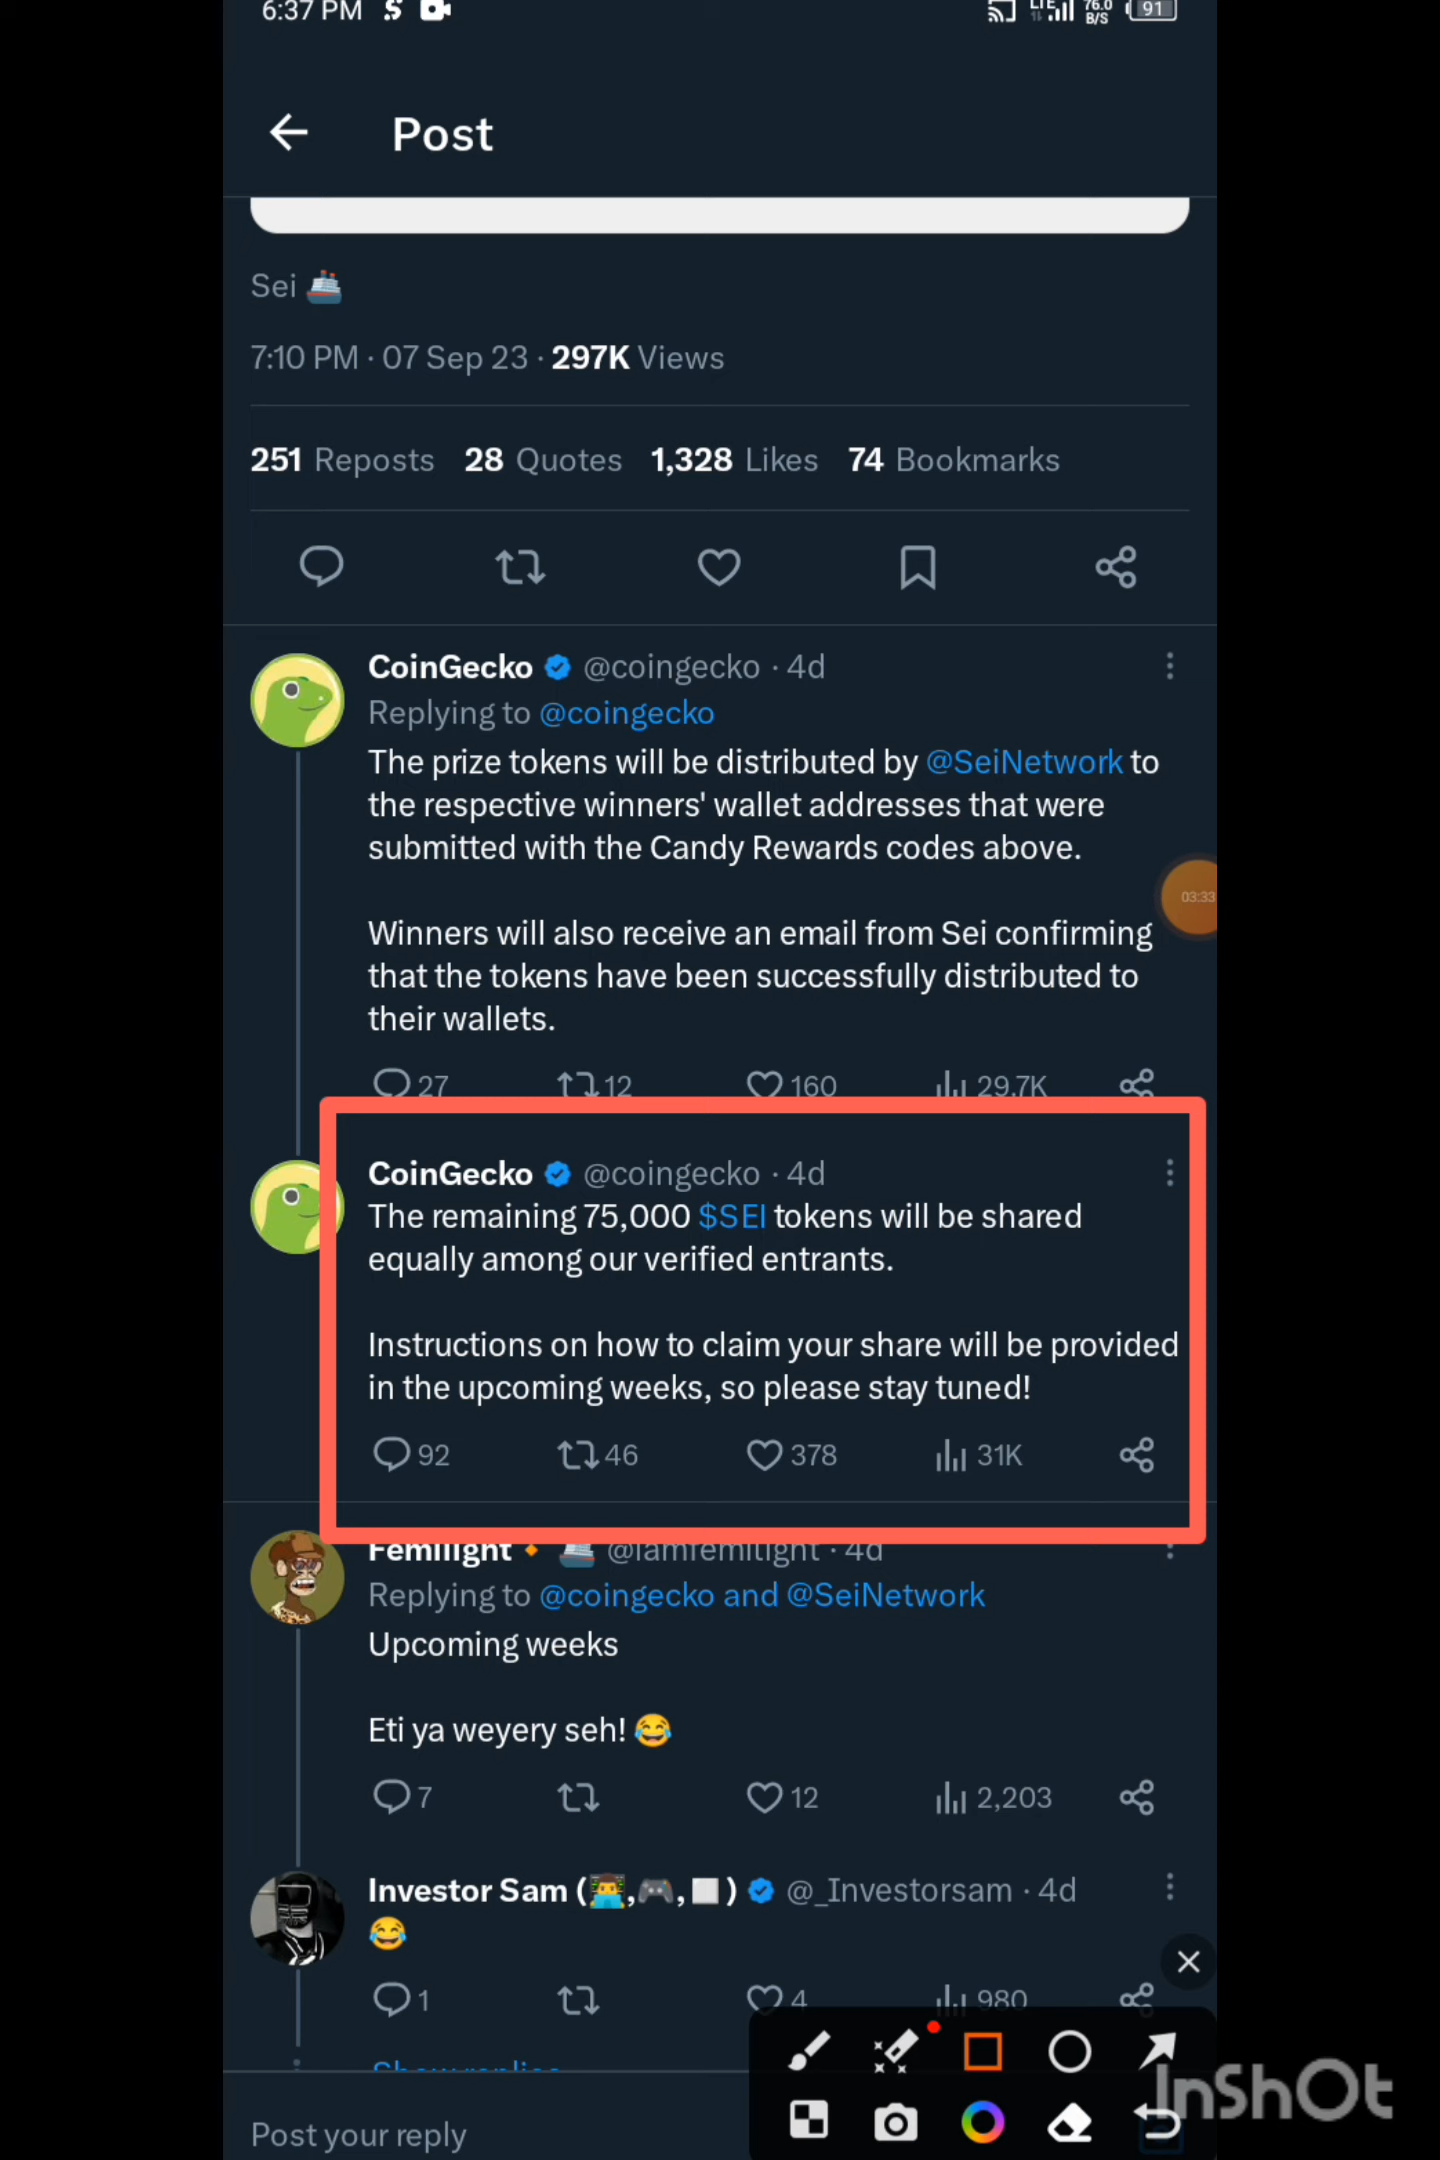 6:37 PM
LTE
76.0
B/S
91
Post
Sei 🚢
7:10 PM · 07 Sep 23 · 297K Views
251 Reposts 28 Quotes 1,328 Likes 74 Bookmarks
CoinGecko @coingecko · 4d
Replying to @coingecko
The prize tokens will be distributed by @SeiNetwork to
the respective winners' wallet addresses that were
submitted with the Candy Rewards codes above.
03:33
Winners will also receive an email from Sei confirming
that the tokens have been successfully distributed to
their wallets.
27 12 160 29.7K
CoinGecko @coingecko · 4d
The remaining 75,000 $SEI tokens will be shared
equally among our verified entrants.
Instructions on how to claim your share will be provided
in the upcoming weeks, so please stay tuned!
92 46 378 31K
Femilight 🔸 🚢 @iamfemilight · 4d
Replying to @coingecko and @SeiNetwork
Upcoming weeks
Eti ya weyery seh! 😂
7 12 2,203
Investor Sam (👨‍💻,🎮,◻️) @_Investorsam · 4d
😂
1 4 980
Show replies
Post your reply
InShOt